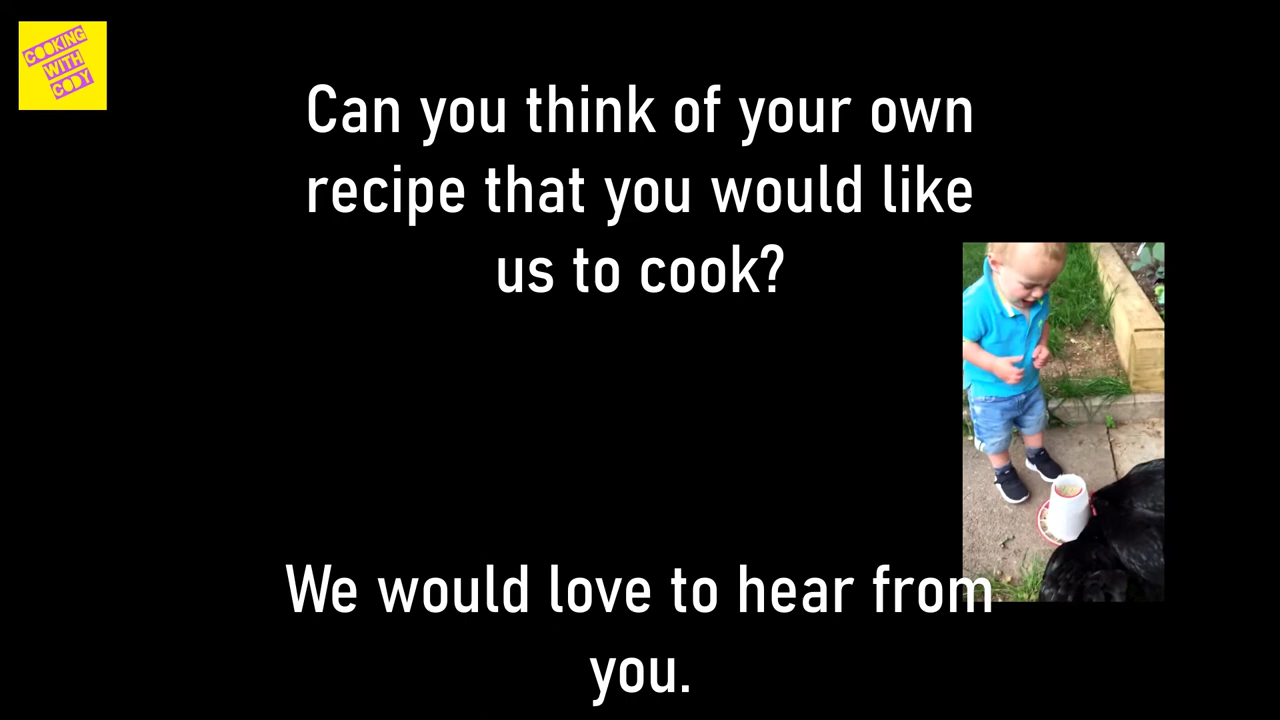 COOKING
WITH
CODY
Can you think of your own
recipe that you would like
us to cook?
We would love to hear from
you.